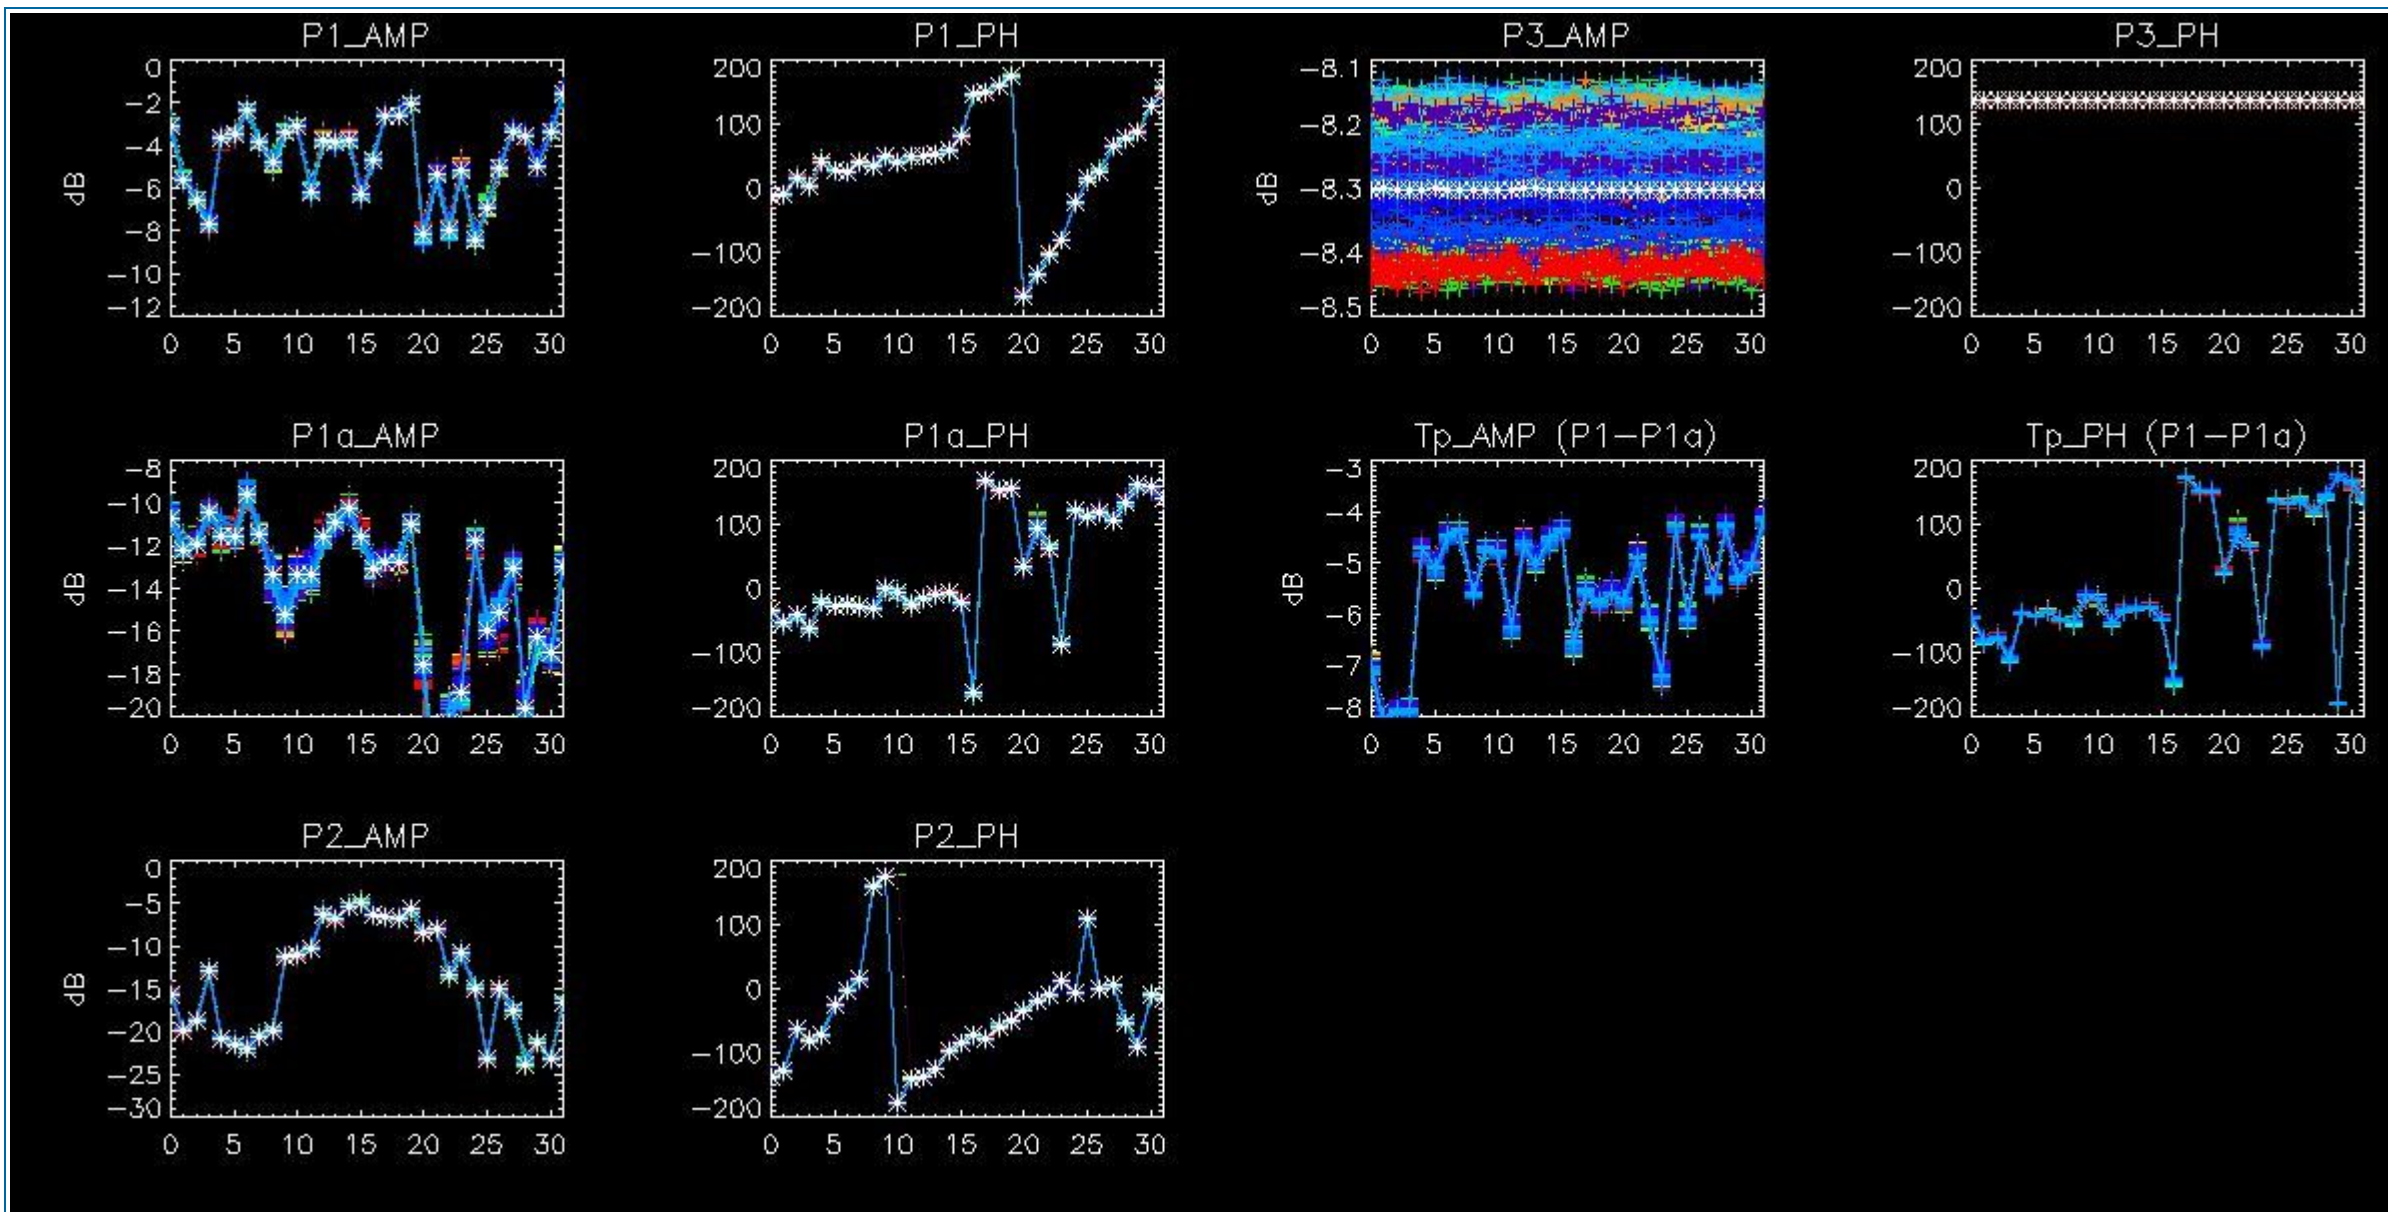 P1_AMP P1_PH P3_AMP P3_PH
0 200 −8.1 200
−2 100 −8.2 100
−4 0 −8.3 0
−6 −100 −8.4 −100
−8 −200 −8.5 −200
−10
−12
dB dB
0 5 10 15 20 25 30 0 5 10 15 20 25 30 0 5 10 15 20 25 30 0 5 10 15 20 25 30
P1a_AMP P1a_PH Tp_AMP (P1−P1a) Tp_PH (P1−P1a)
−8 200 −3 200
−10 100 −4 100
−12 0 −5 0
−14 −100 −6 −100
−16 −200 −7 −200
−18 −8
−20
dB dB
0 5 10 15 20 25 30 0 5 10 15 20 25 30 0 5 10 15 20 25 30 0 5 10 15 20 25 30
P2_AMP P2_PH
0 200
−5 100
−10 0
−15 −100
−20 −200
−25
−30
dB
0 5 10 15 20 25 30 0 5 10 15 20 25 30